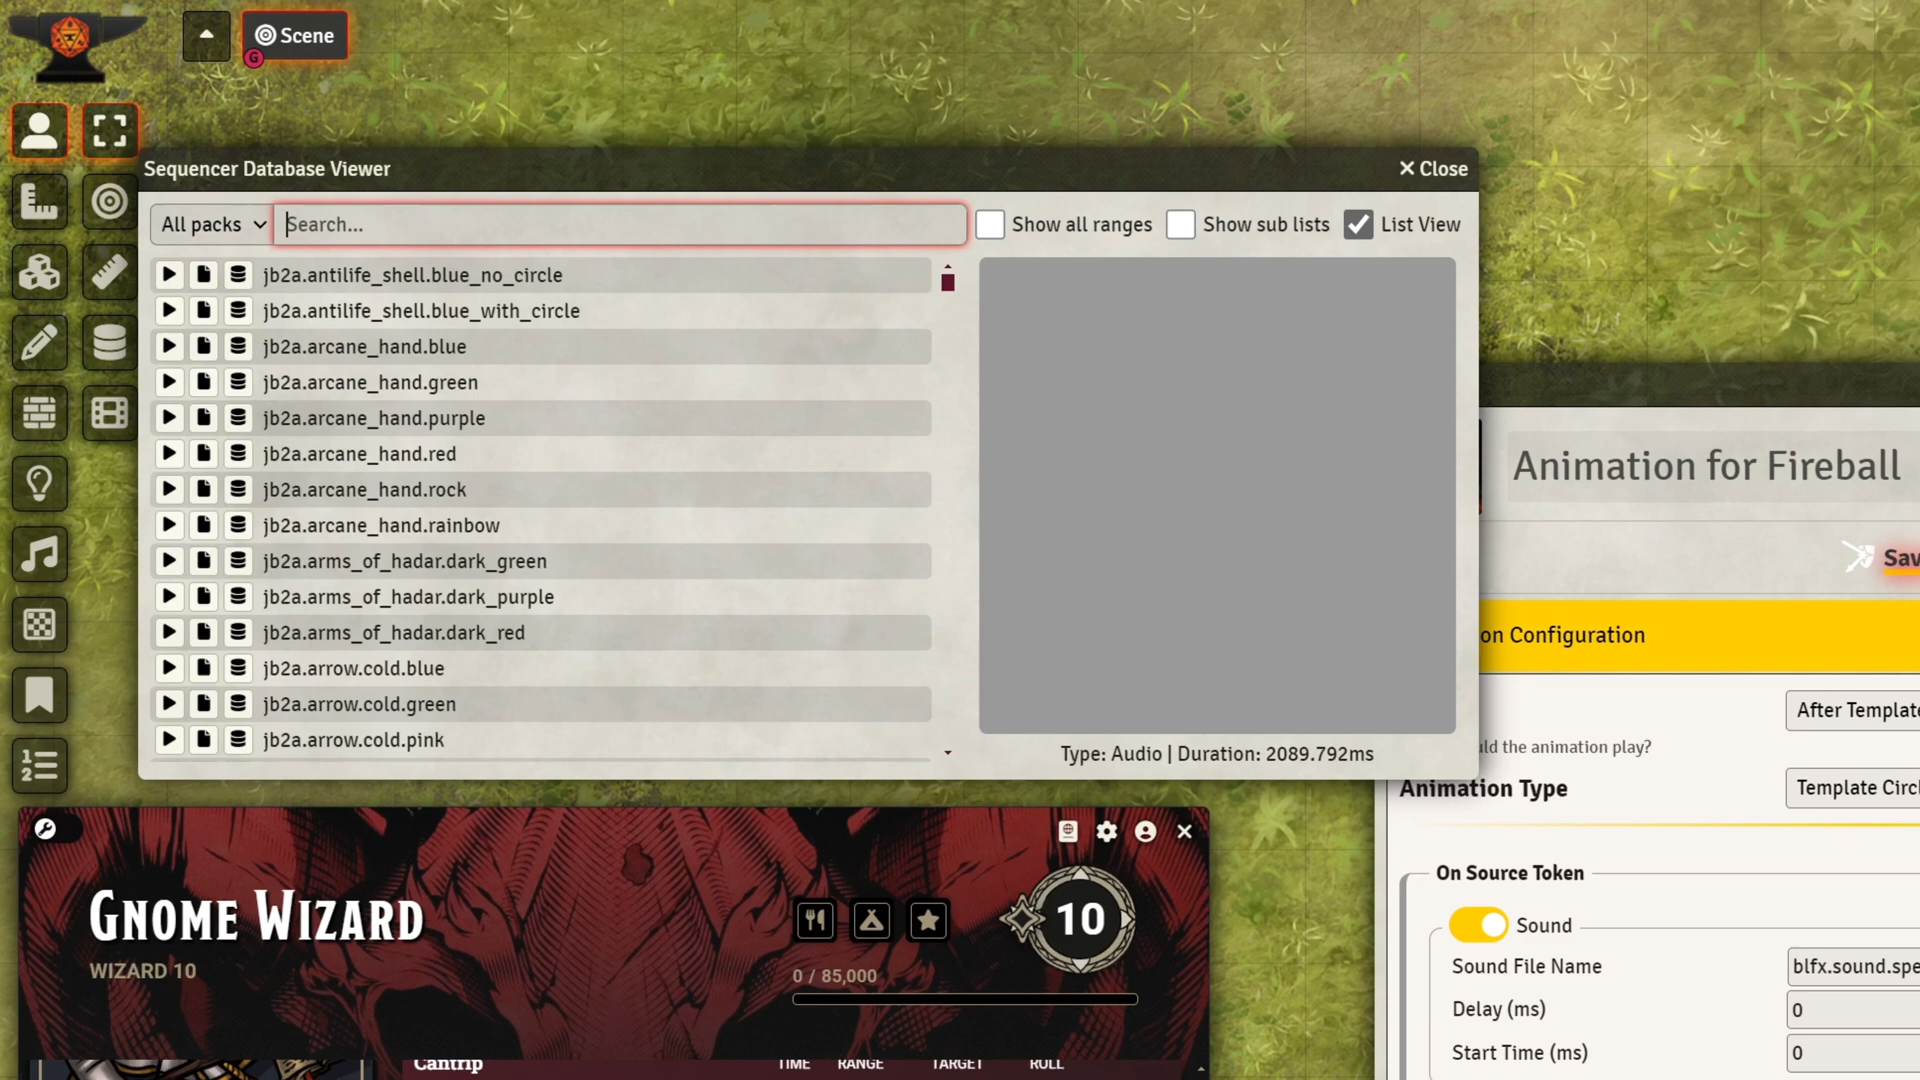 Scene
G
Sequencer Database Viewer
Close
All packs
Search...
Show all ranges
Show sub lists
List View
jb2a.antilife_shell.blue_no_circle
jb2a.antilife_shell.blue_with_circle
jb2a.arcane_hand.blue
jb2a.arcane_hand.green
jb2a.arcane_hand.purple
jb2a.arcane_hand.red
jb2a.arcane_hand.rock
jb2a.arcane_hand.rainbow
jb2a.arms_of_hadar.dark_green
jb2a.arms_of_hadar.dark_purple
jb2a.arms_of_hadar.dark_red
jb2a.arrow.cold.blue
jb2a.arrow.cold.green
jb2a.arrow.cold.pink
Type: Audio | Duration: 2089.792ms
Animation for Fireball
Sav
on Configuration
After Template
ld the animation play?
Animation Type
Template Circl
On Source Token
Sound
Sound File Name
blfx.sound.spe
Delay (ms)
0
Start Time (ms)
0
GNOME WIZARD
WIZARD 10
10
0 / 85,000
Cantrip
TIME
RANGE
TARGET
ROLL